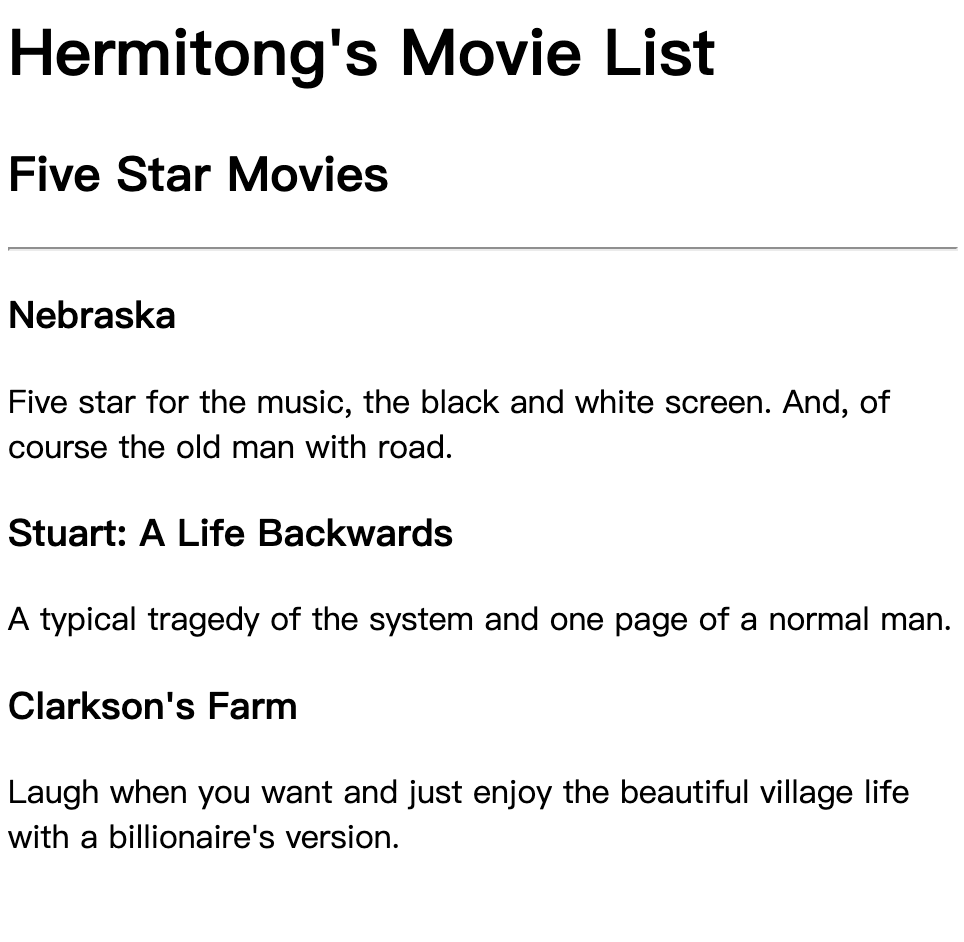 Hermitong's Movie List
Five Star Movies
Nebraska
Five star for the music, the black and white screen. And, of
course the old man with road.
Stuart: A Life Backwards
A typical tragedy of the system and one page of a normal man.
Clarkson's Farm
Laugh when you want and just enjoy the beautiful village life
with a billionaire's version.